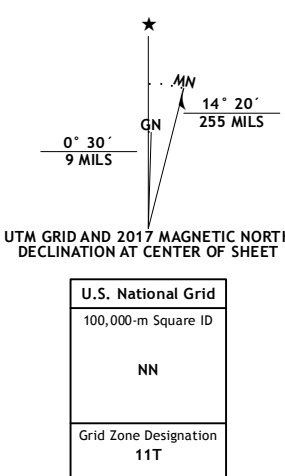 MN
14° 20´
255 MILS
GN
0° 30´
9 MILS
UTM GRID AND 2017 MAGNETIC NORTH
DECLINATION AT CENTER OF SHEET
U.S. National Grid
100,000-m Square ID
NN
Grid Zone Designation
11T